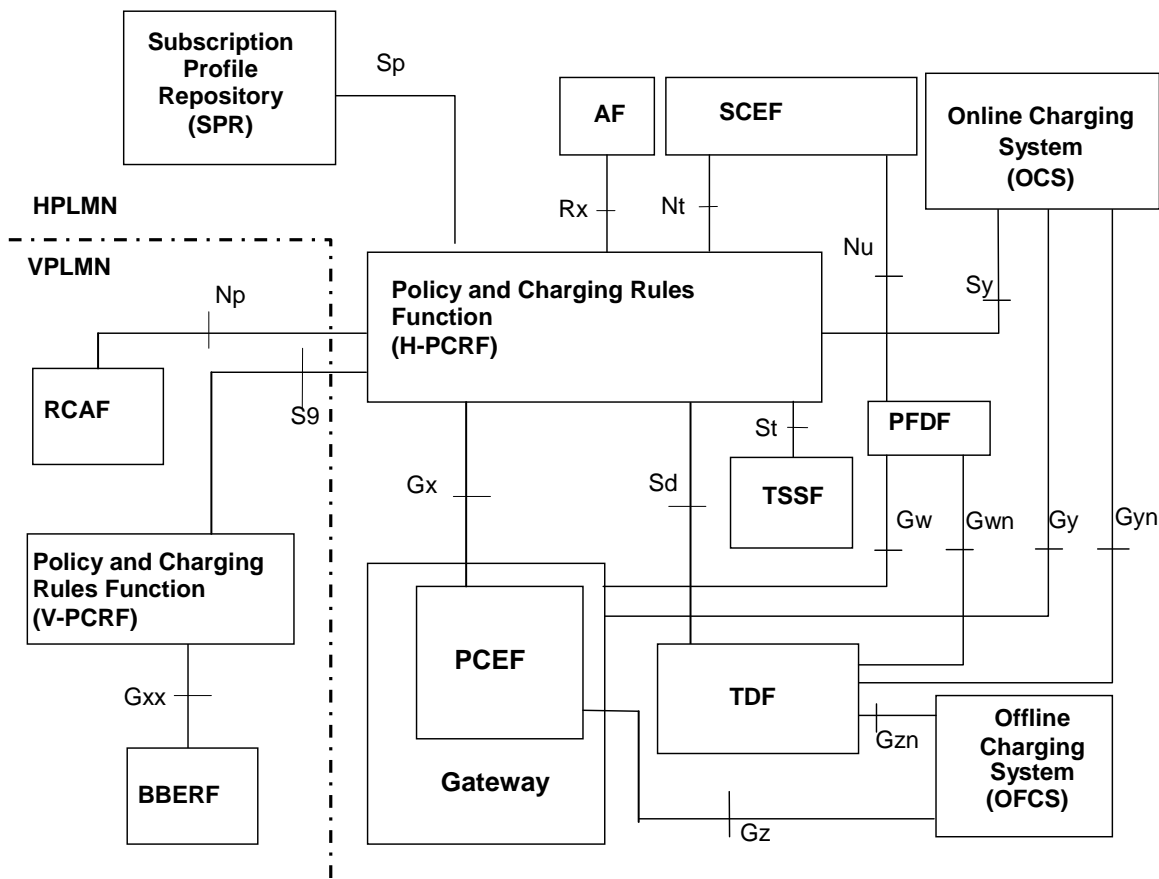 Subscription
Profile
Repository
(SPR)
Sp
AF
SCEF
Online Charging
System
(OCS)
HPLMN
Rx
Nt
Nu
Sy
VPLMN
Np
Policy and Charging Rules
Function
(H-PCRF)
RCAF
S9
St
PFDF
Gx
Sd
TSSF
Gw
Gwn
Gy
Gyn
Policy and Charging
Rules Function
(V-PCRF)
PCEF
TDF
Gxx
Gzn
Offline
Charging
System
(OFCS)
BBERF
Gateway
Gz